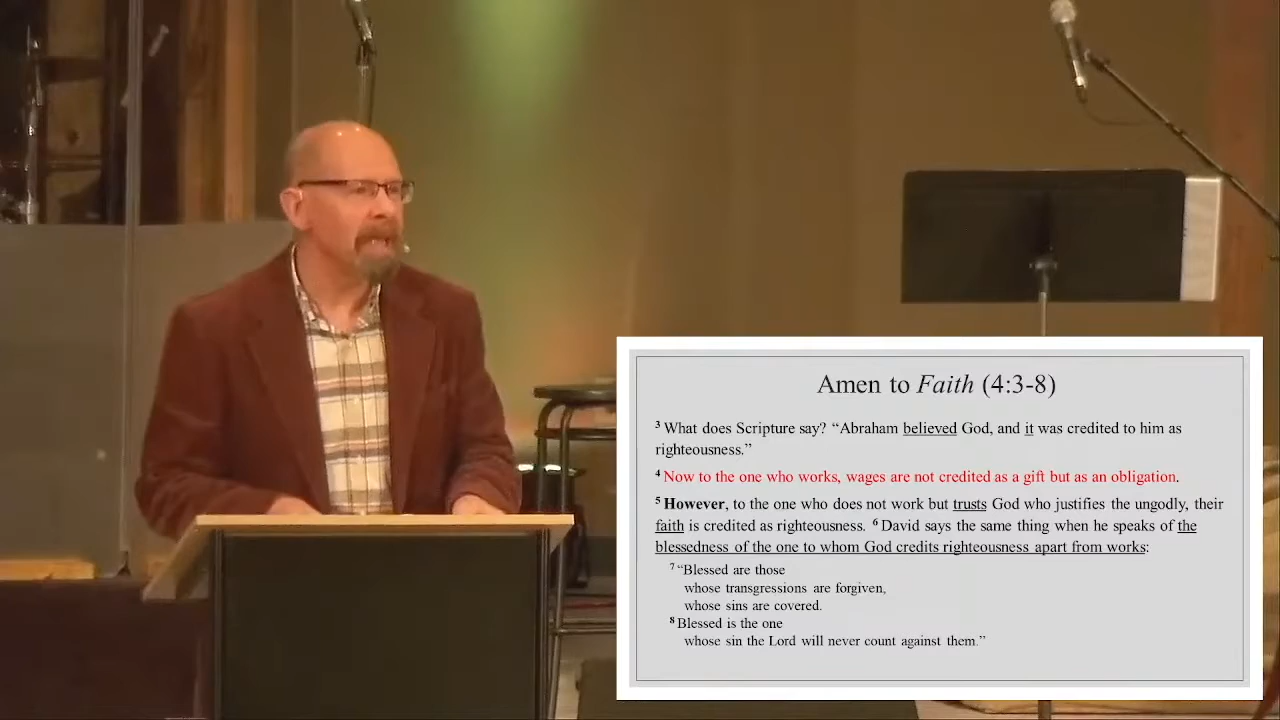 Amen to Faith (4:3-8)
³ What does Scripture say? “Abraham believed God, and it was credited to him as
righteousness.”
⁴ Now to the one who works, wages are not credited as a gift but as an obligation.
⁵ However, to the one who does not work but trusts God who justifies the ungodly, their
faith is credited as righteousness. ⁶ David says the same thing when he speaks of the
blessedness of the one to whom God credits righteousness apart from works:
⁷ “Blessed are those
whose transgressions are forgiven,
whose sins are covered.
⁸ Blessed is the one
whose sin the Lord will never count against them.”